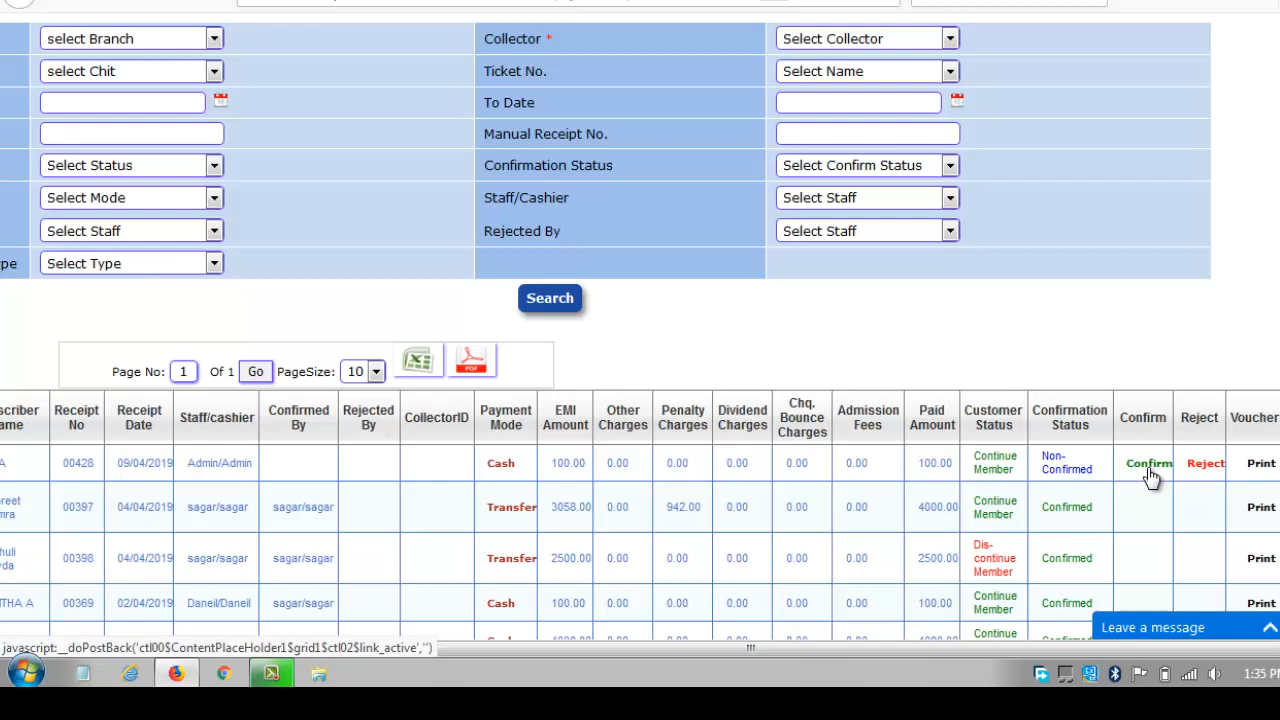 select Branch Collector * Select Collector
select Chit Ticket No. Select Name
To Date
Manual Receipt No.
Select Status Confirmation Status Select Confirm Status
Select Mode Staff/Cashier Select Staff
Select Staff Rejected By Select Staff
pe Select Type
Search
Page No: 1 Of 1 Go PageSize: 10 PDF
scriber ame Receipt No Receipt Date Staff/cashier Confirmed By Rejected By CollectorID Payment Mode EMI Amount Other Charges Penalty Charges Dividend Charges Chq. Bounce Charges Admission Fees Paid Amount Customer Status Confirmation Status Confirm Reject Voucher
A 00428 09/04/2019 Admin/Admin Cash 100.00 0.00 0.00 0.00 0.00 0.00 100.00 Continue Member Non-Confirmed Confirm Reject Print
reet mra 00397 04/04/2019 sagar/sagar sagar/sagar Transfer 3058.00 0.00 942.00 0.00 0.00 0.00 4000.00 Continue Member Confirmed Print
huli yda 00398 04/04/2019 sagar/sagar sagar/sagar Transfer 2500.00 0.00 0.00 0.00 0.00 0.00 2500.00 Dis-continue Member Confirmed Print
THA A 00369 02/04/2019 Daneil/Daneil sagar/sagar Cash 100.00 0.00 0.00 0.00 0.00 0.00 100.00 Continue Member Confirmed Print
Continue
Leave a message
javascript:__doPostBack('ctl00$ContentPlaceHolder1$grid1$ctl02$link_active','')
1:35 PM